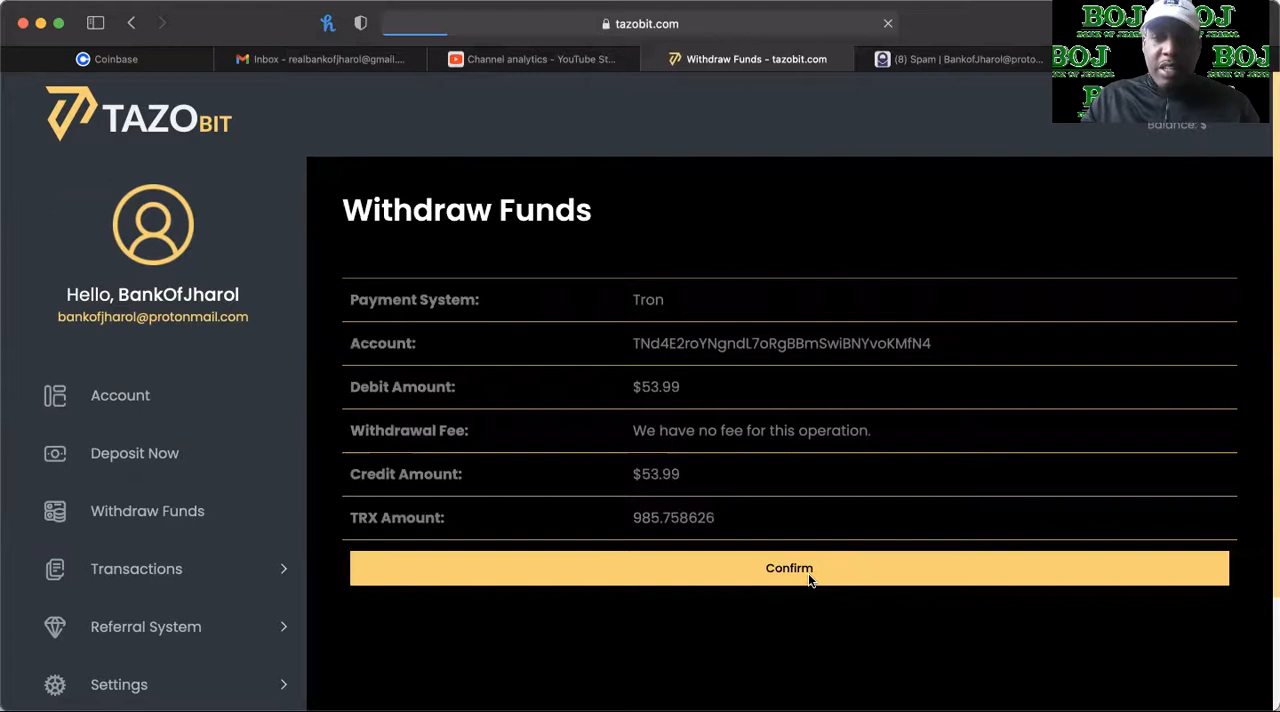 tazobit.com
Coinbase
Inbox - realbankofjharol@gmail....
Channel analytics - YouTube St...
Withdraw Funds - tazobit.com
(8) Spam | BankofJharol@proto...
BOJ
BOJ
BOJ
TAZOBIT
Balance: $
Withdraw Funds
Hello, BankOfJharol
bankofjharol@protonmail.com
Payment System: Tron
Account: TNd4E2roYNgndL7oRgBBmSwiBNYvoKMfN4
Debit Amount: $53.99
Withdrawal Fee: We have no fee for this operation.
Credit Amount: $53.99
TRX Amount: 985.758626
Confirm
Account
Deposit Now
Withdraw Funds
Transactions
Referral System
Settings